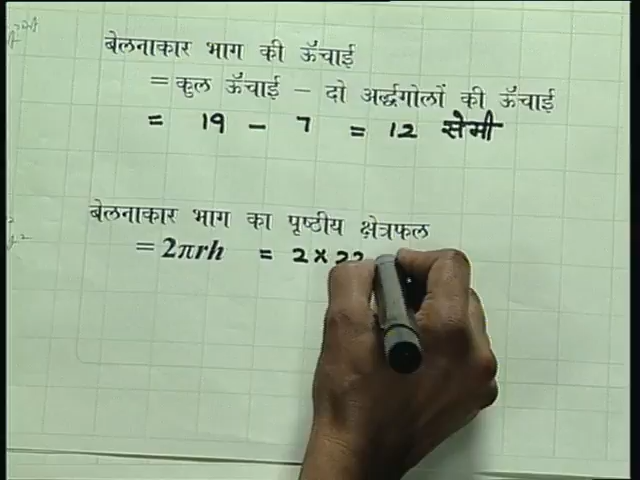 बेलनाकार भाग की ऊँचाई
= कुल ऊँचाई − दो अर्द्धगोलों की ऊँचाई
= 19 − 7 = 12 सेमी
बेलनाकार भाग का पृष्ठीय क्षेत्रफल
= 2πrh = 2×22